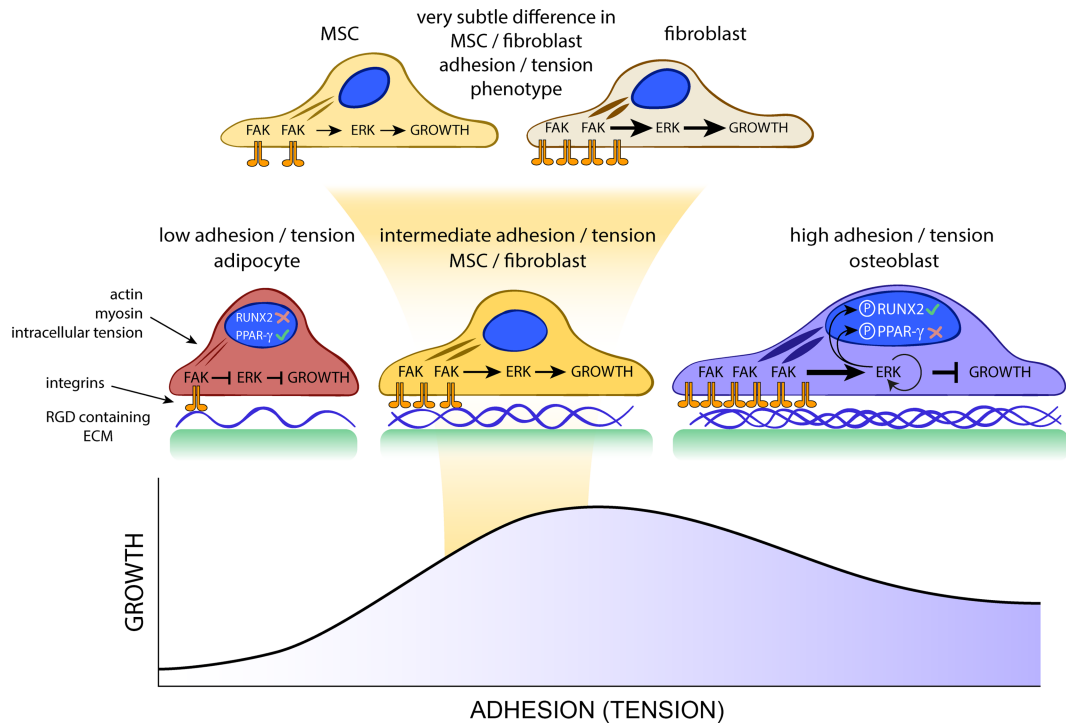 MSC
very subtle difference in
MSC / fibroblast
adhesion / tension
phenotype
fibroblast
FAK FAK ERK GROWTH
FAK FAK ERK GROWTH
low adhesion / tension
adipocyte
intermediate adhesion / tension
MSC / fibroblast
high adhesion / tension
osteoblast
actin
myosin
intracellular tension
RUNX2
PPAR-γ
FAK ERK GROWTH
FAK FAK ERK GROWTH
P RUNX2
P PPAR-γ
FAK FAK FAK FAK ERK GROWTH
integrins
RGD containing
ECM
GROWTH
ADHESION (TENSION)